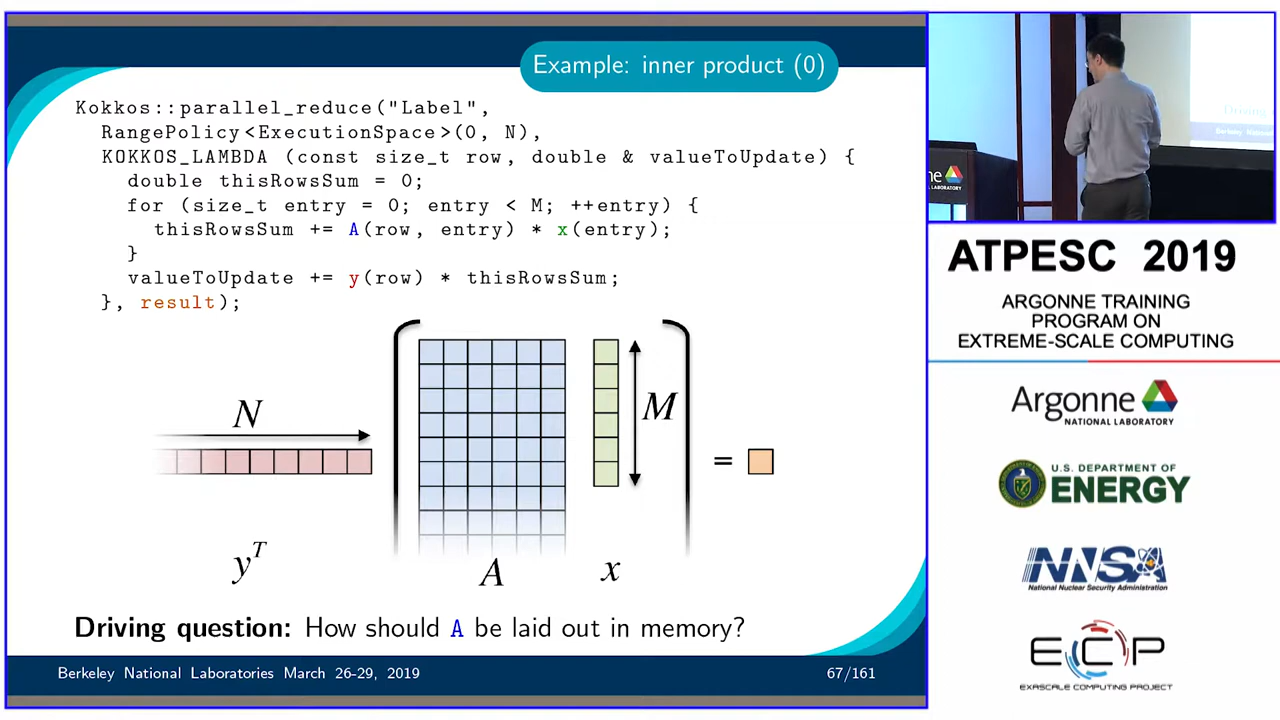 Example: inner product (0)
Kokkos::parallel_reduce("Label",
RangePolicy<ExecutionSpace>(0, N),
KOKKOS_LAMBDA (const size_t row, double & valueToUpdate) {
double thisRowsSum = 0;
for (size_t entry = 0; entry < M; ++entry) {
thisRowsSum += A(row, entry) * x(entry);
}
valueToUpdate += y(row) * thisRowsSum;
}, result);
N
M
=
y^T
A
x
Driving question: How should A be laid out in memory?
Berkeley National Laboratories March 26-29, 2019
67/161
ATPESC 2019
ARGONNE TRAINING
PROGRAM ON
EXTREME-SCALE COMPUTING
Argonne
NATIONAL LABORATORY
U.S. DEPARTMENT OF
ENERGY
NNSA
National Nuclear Security Administration
ECP
EXASCALE COMPUTING PROJECT